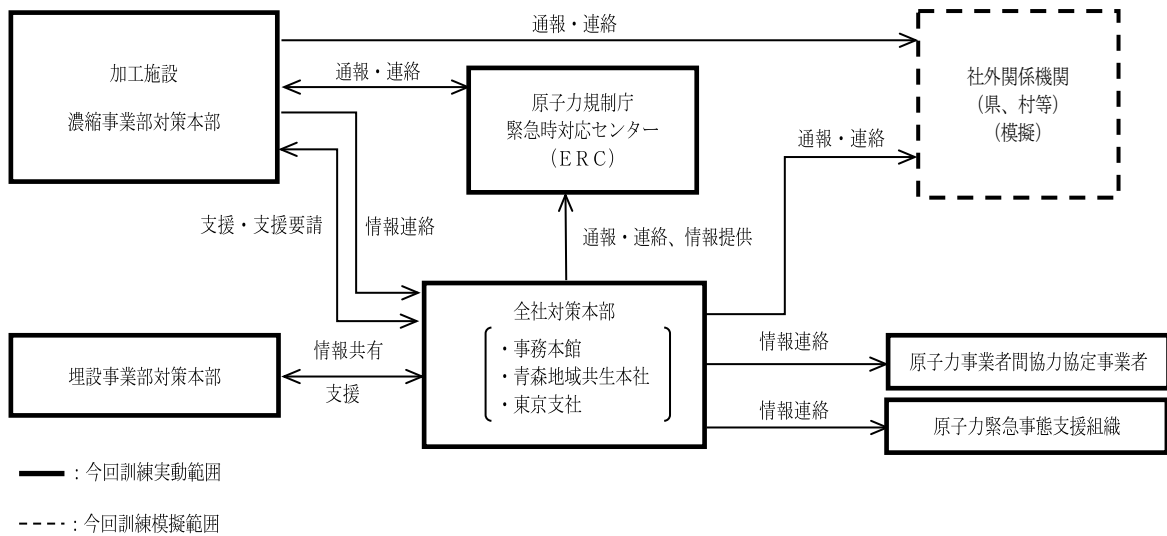 加工施設
濃縮事業部対策本部
通報・連絡
通報・連絡
原子力規制庁
緊急時対応センター
(ERC)
社外関係機関
(県、村等)
(模擬)
通報・連絡
支援・支援要請
情報連絡
通報・連絡、情報提供
全社対策本部
・事務本館
・青森地域共生本社
・東京支社
埋設事業部対策本部
情報共有
支援
情報連絡
原子力事業者間協力協定事業者
情報連絡
原子力緊急事態支援組織
：今回訓練実動範囲
：今回訓練模擬範囲